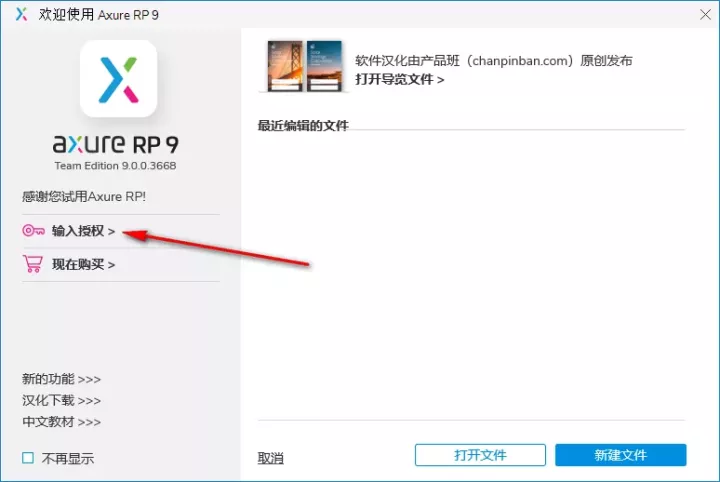 欢迎使用 Axure RP 9
axure RP 9
Team Edition 9.0.0.3668
感谢您试用Axure RP!
输入授权 >
现在购买 >
新的功能 >>>
汉化下载 >>>
中文教材 >>>
不再显示
软件汉化由产品班（chanpinban.com）原创发布
打开导览文件 >
最近编辑的文件
取消
打开文件
新建文件